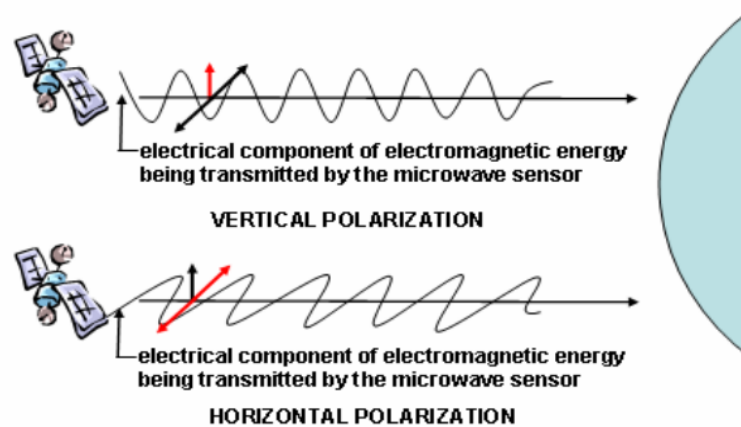 electrical component of electromagnetic energy
being transmitted by the microwave sensor
VERTICAL POLARIZATION
electrical component of electromagnetic energy
being transmitted by the microwave sensor
HORIZONTAL POLARIZATION